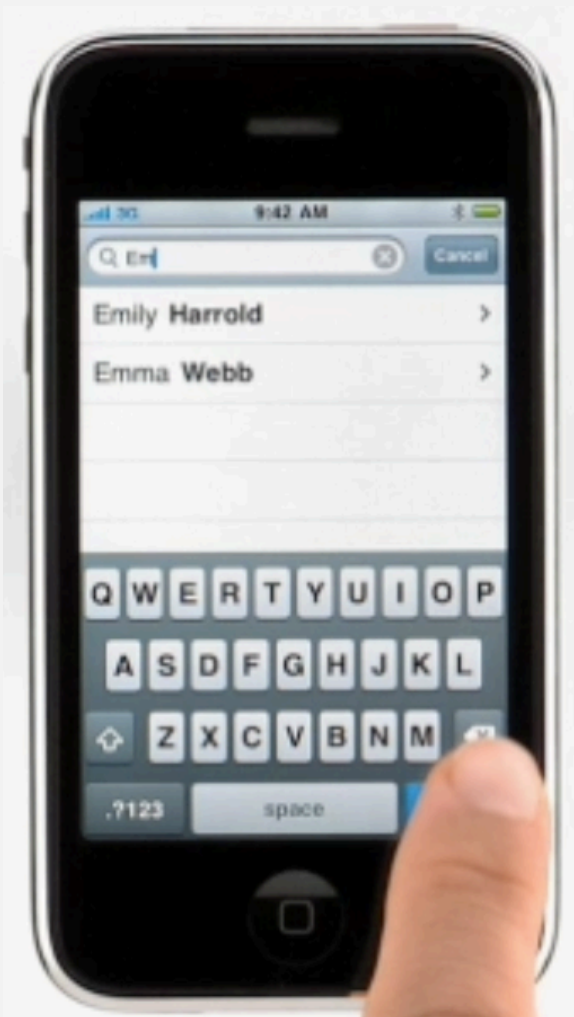 3G 9:42 AM
Em Cancel
Emily Harrold
Emma Webb
Q W E R T Y U I O P
A S D F G H J K L
Z X C V B N M
.?123 space